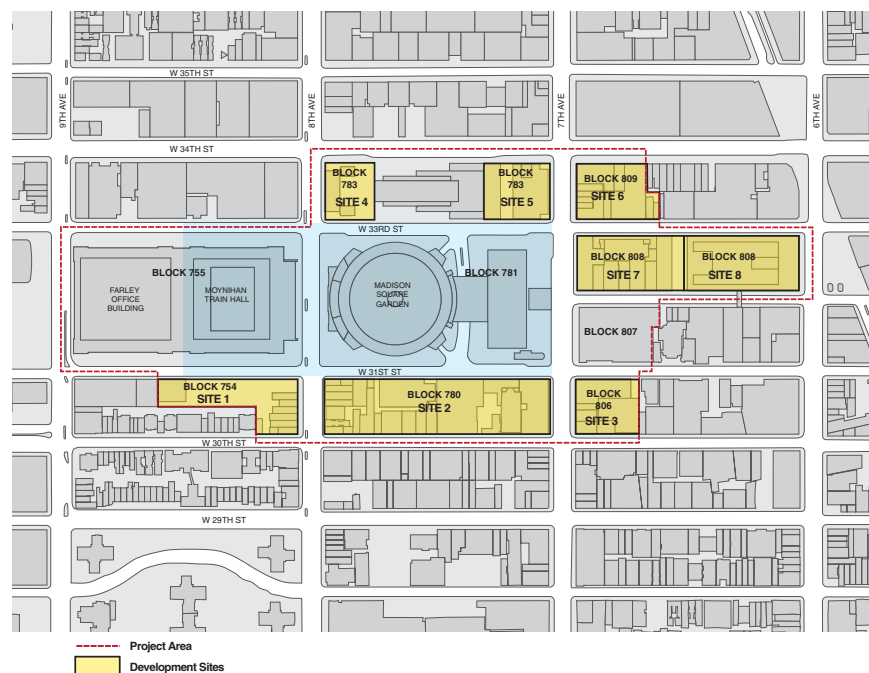 W 35TH ST
9TH AVE
8TH AVE
7TH AVE
6TH AVE
W 34TH ST
BLOCK
783
SITE 4
BLOCK
783
SITE 5
BLOCK 809
SITE 6
W 33RD ST
BLOCK 755
FARLEY
OFFICE
BUILDING
MOYNIHAN
TRAIN HALL
MADISON
SQUARE
GARDEN
BLOCK 781
BLOCK 808
SITE 7
BLOCK 808
SITE 8
BLOCK 807
W 31ST ST
BLOCK 754
SITE 1
BLOCK 780
SITE 2
BLOCK
806
SITE 3
W 30TH ST
W 29TH ST
Project Area
Development Sites